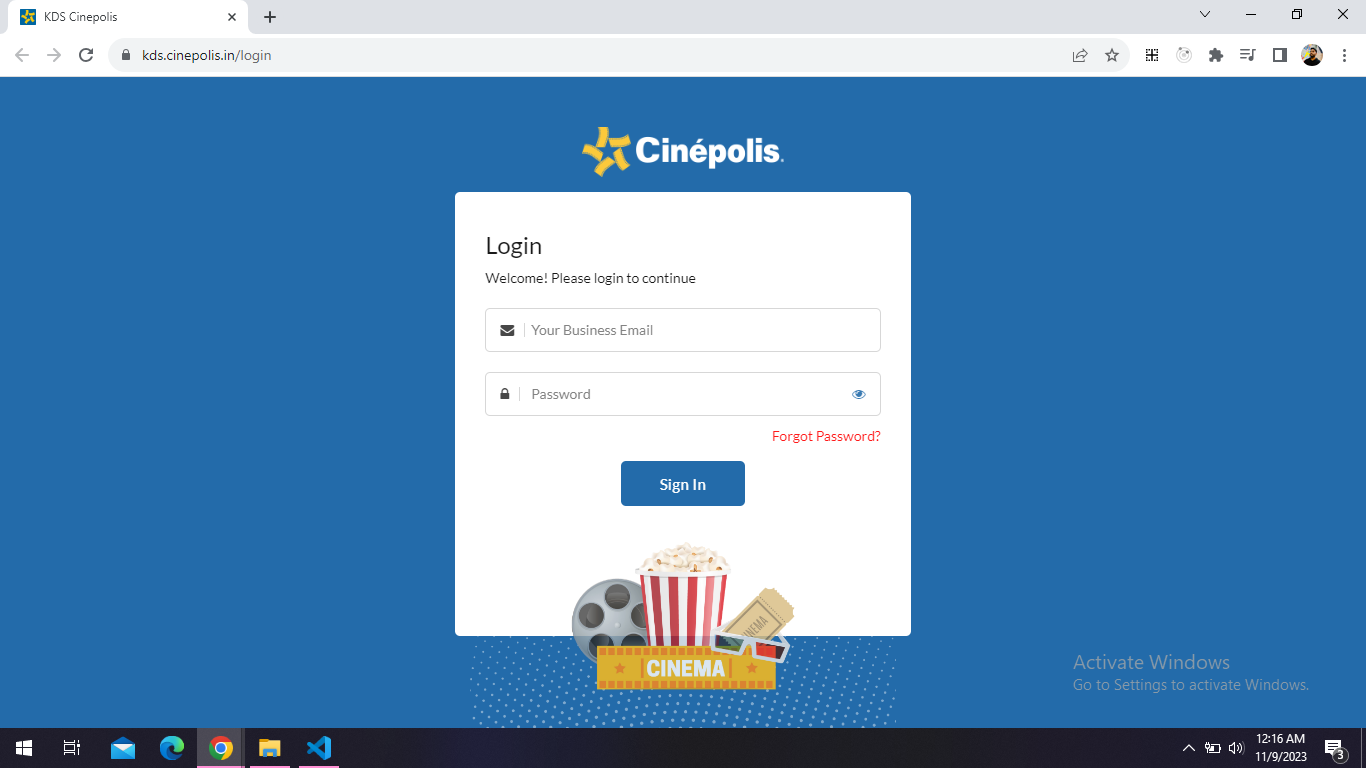 KDS Cinepolis
kds.cinepolis.in/login
Cinépolis.
Login
Welcome! Please login to continue
Your Business Email
Password
Forgot Password?
Sign In
CINEMA
CINEMA
Activate Windows
Go to Settings to activate Windows.
12:16 AM
11/9/2023
3